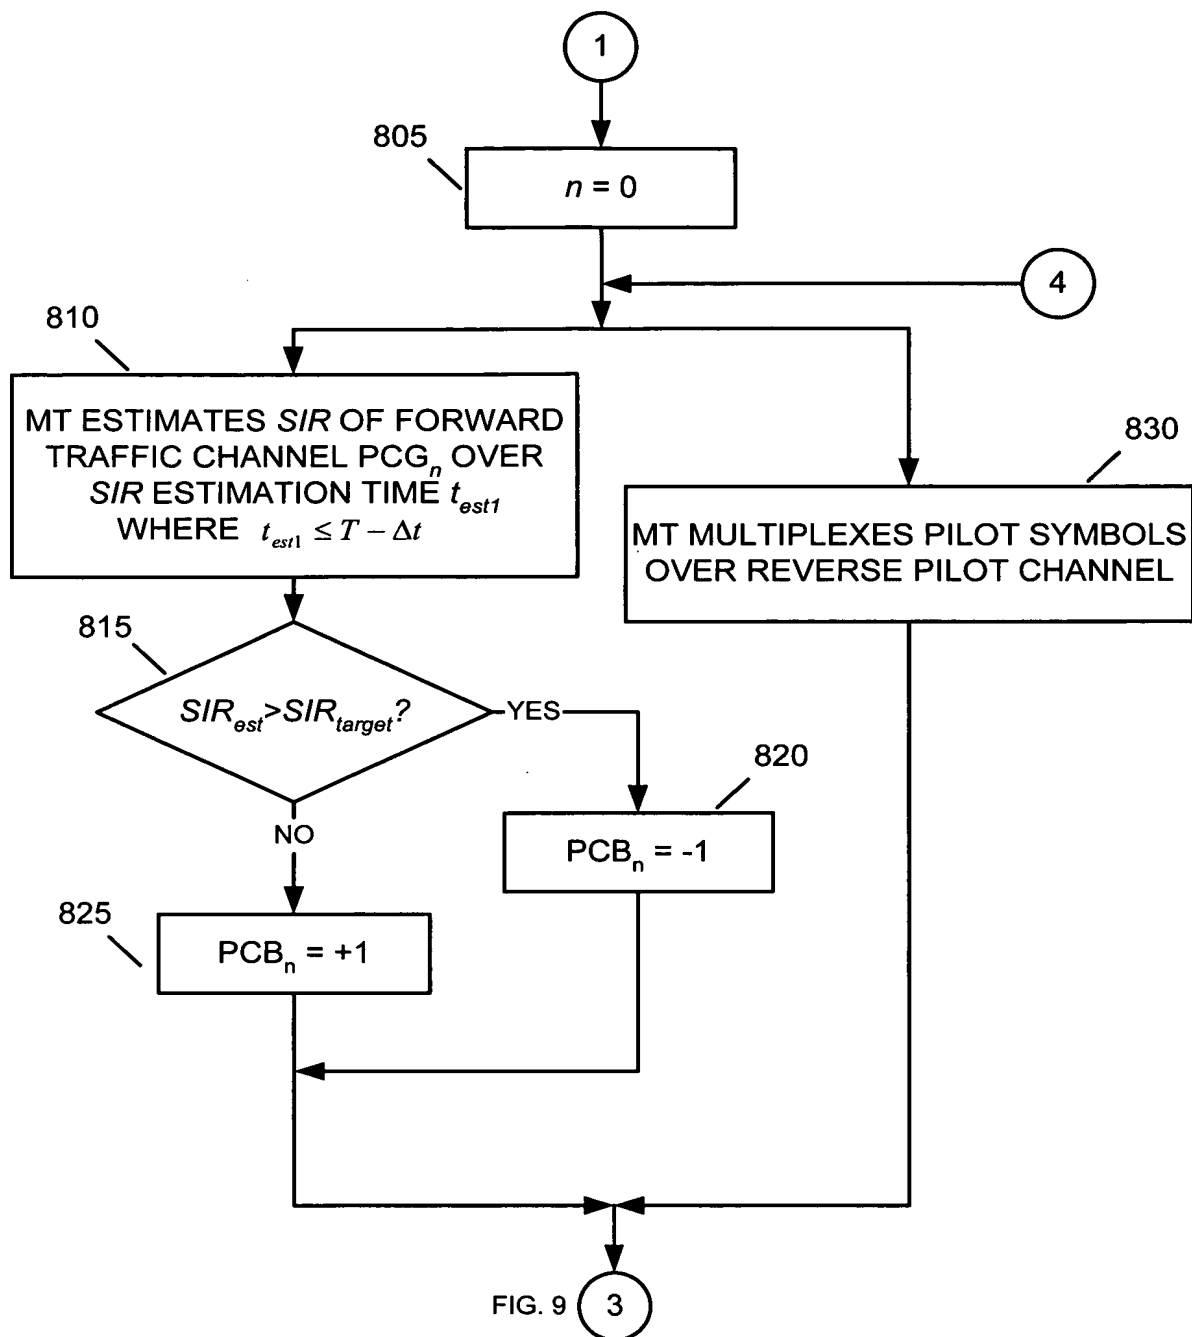 1
805
n = 0
4
810
MT ESTIMATES SIR OF FORWARD
TRAFFIC CHANNEL PCGn OVER
SIR ESTIMATION TIME test1
WHERE test1 ≤ T − Δt
830
MT MULTIPLEXES PILOT SYMBOLS
OVER REVERSE PILOT CHANNEL
815
SIRest>SIRtarget?
YES
820
NO
PCBn = -1
825
PCBn = +1
FIG. 9
3